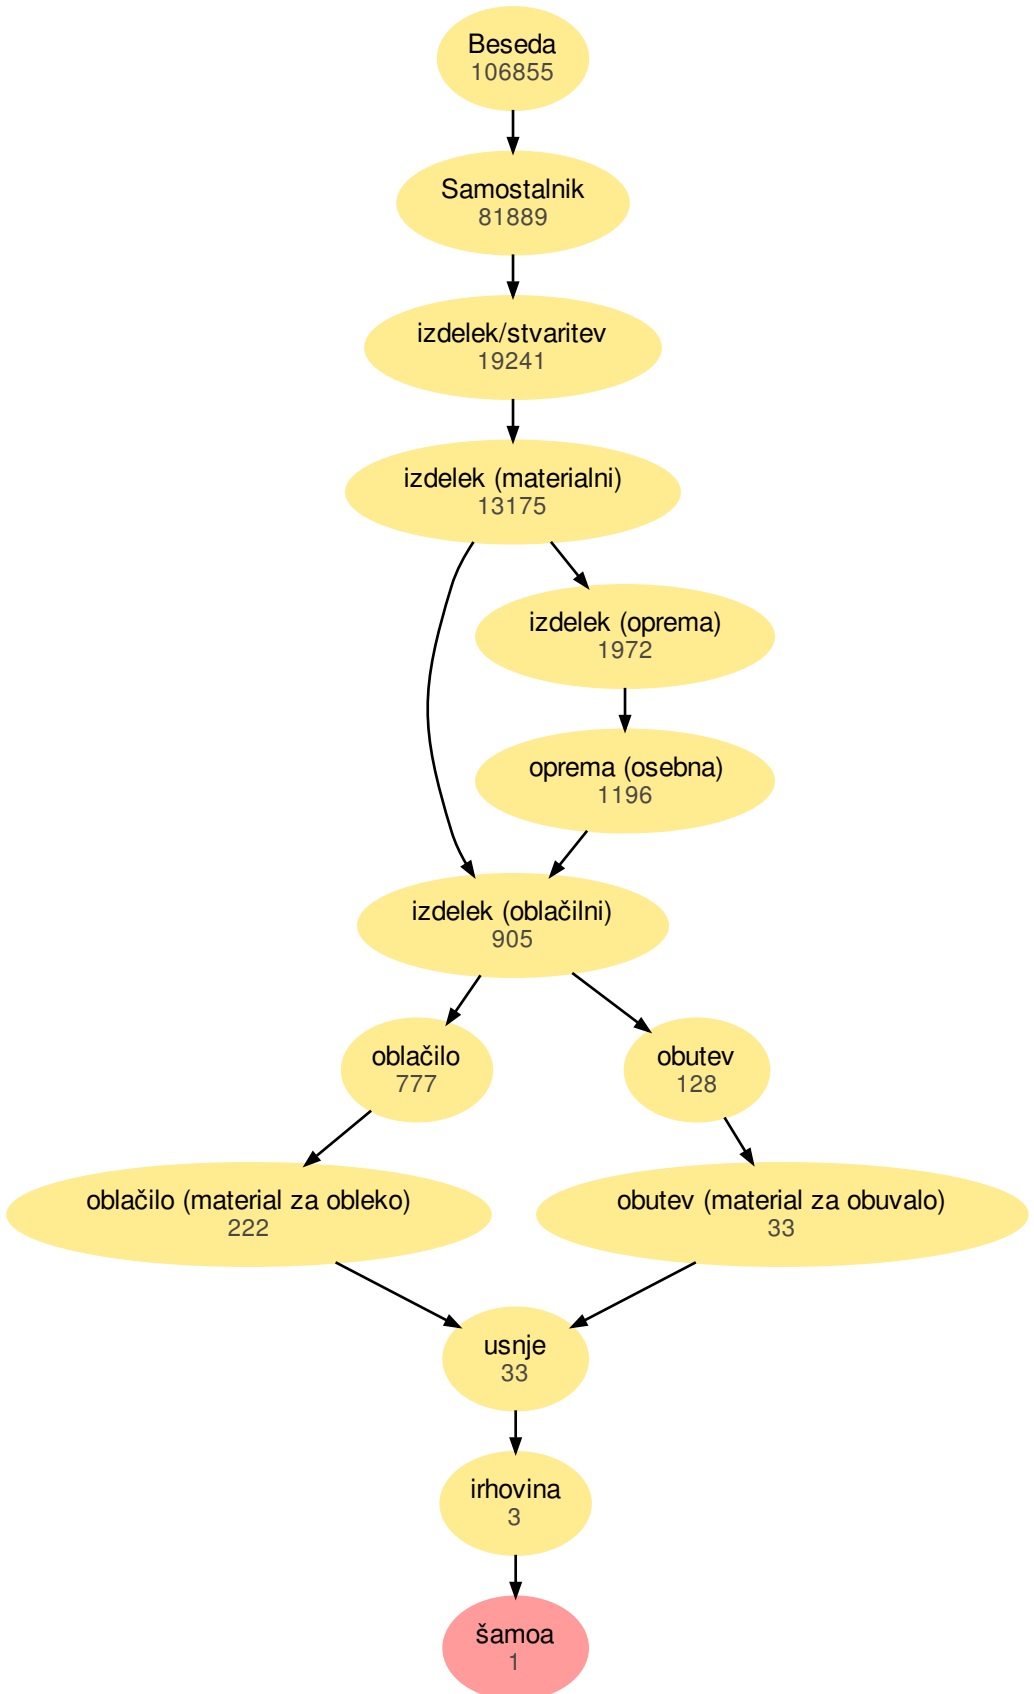 Beseda
106855
Samostalnik
81889
izdelek/stvaritev
19241
izdelek (materialni)
13175
izdelek (oprema)
1972
oprema (osebna)
1196
izdelek (oblačilni)
905
oblačilo
777
obutev
128
oblačilo (material za obleko)
222
obutev (material za obuvalo)
33
usnje
33
irhovina
3
šamoa
1